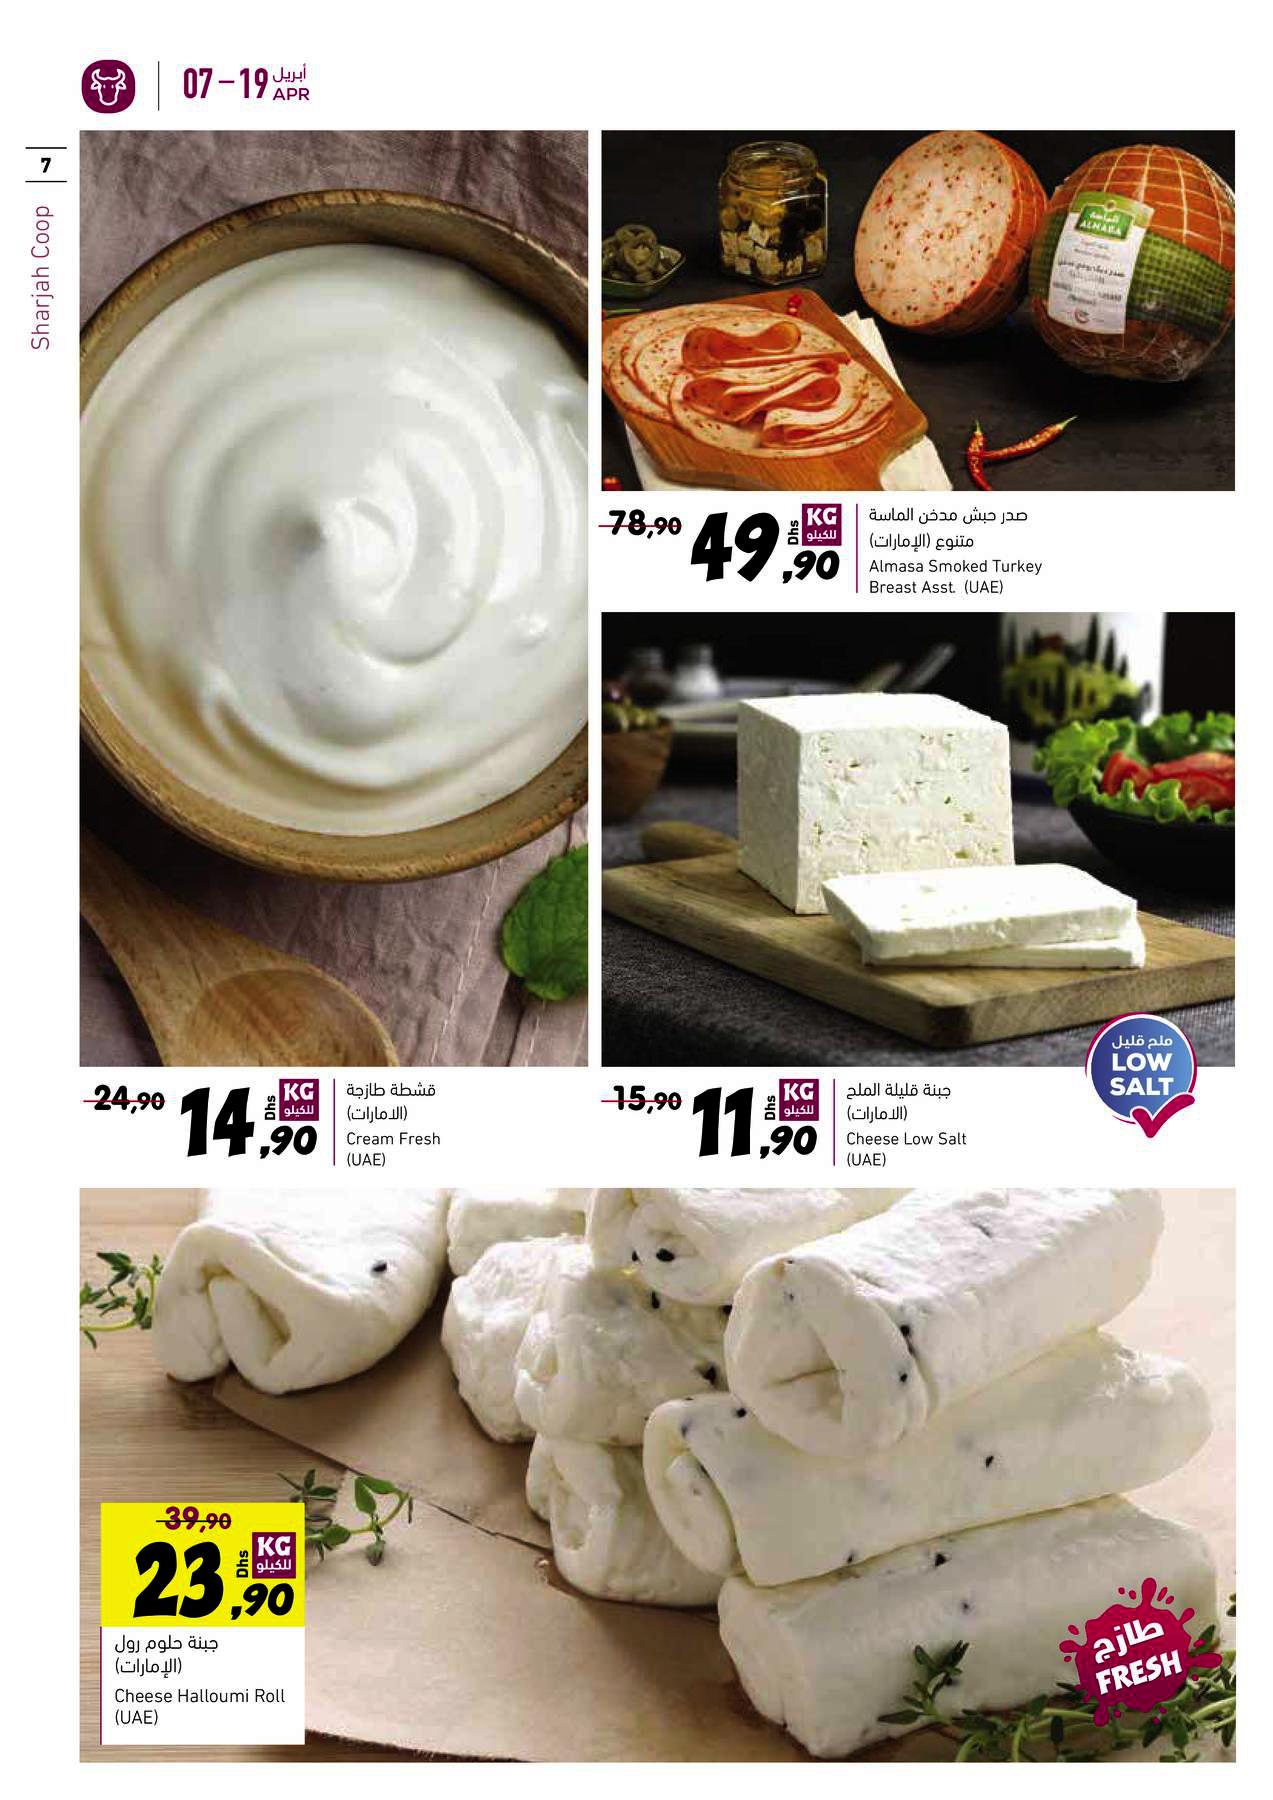 07 – 19 أبريل
APR
7
Sharjah Coop
الماسة
ALMASA
78,90
49,90 Dhs KG للكيلو
صدر حبش مدخن الماسة
متنوع (الإمارات)
Almasa Smoked Turkey
Breast Asst. (UAE)
ملح قليل
LOW
SALT
24,90
14,90 Dhs KG للكيلو
قشطة طازجة
(الامارات)
Cream Fresh
(UAE)
15,90
11,90 Dhs KG للكيلو
جبنة قليلة الملح
(الامارات)
Cheese Low Salt
(UAE)
39,90
23,90 Dhs KG للكيلو
جبنة حلوم رول
(الإمارات)
Cheese Halloumi Roll
(UAE)
طازج
FRESH